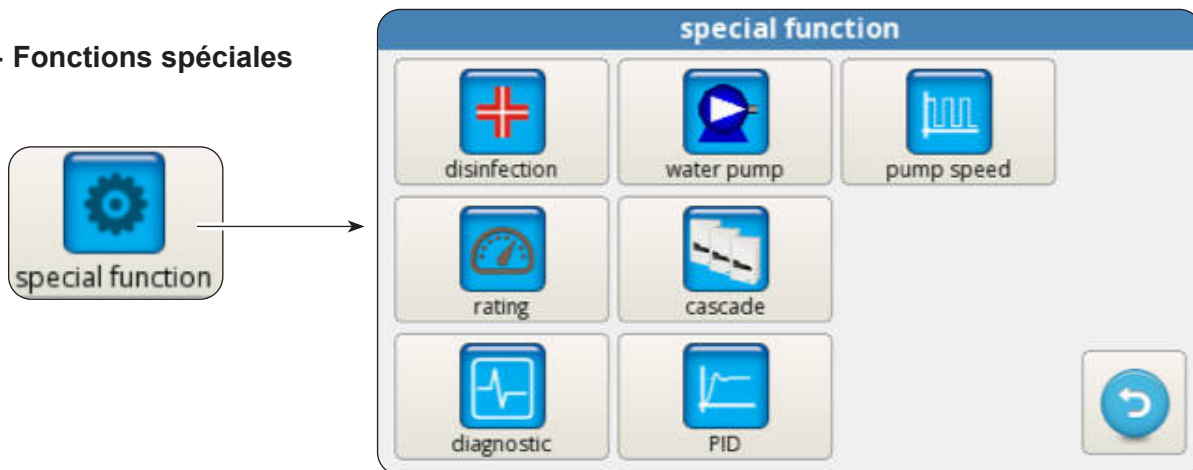 - Fonctions spéciales
special function
special function
disinfection
water pump
pump speed
rating
cascade
diagnostic
PID